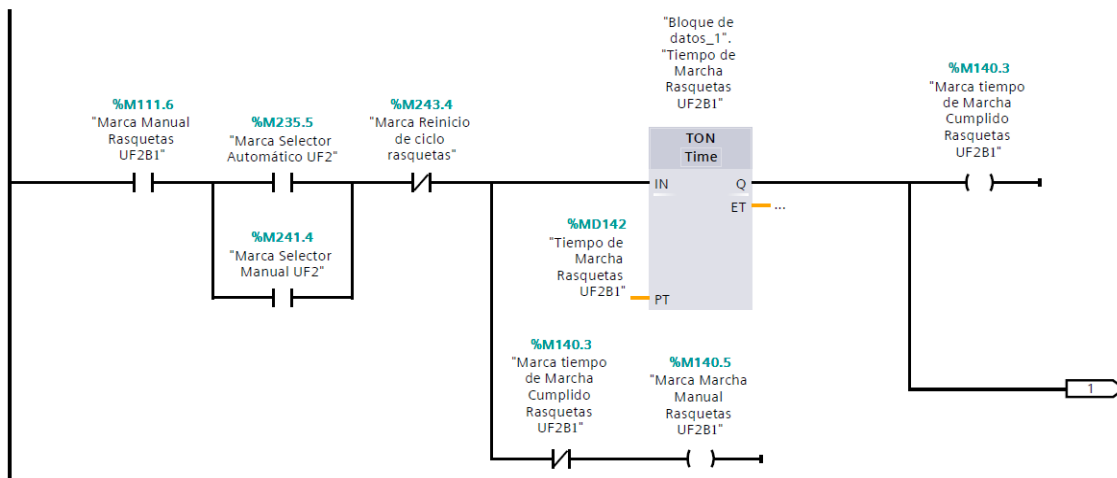 "Bloque de
datos_1".
"Tiempo de
Marcha
Rasquetas
UF2B1"
%M140.3
"Marca tiempo
de Marcha
Cumplido
Rasquetas
UF2B1"
%M111.6
"Marca Manual
Rasquetas
UF2B1"
%M235.5
"Marca Selector
Automático UF2"
%M243.4
"Marca Reinicio
de ciclo
rasquetas"
TON
Time
IN
Q
ET
...
%M241.4
"Marca Selector
Manual UF2"
%MD142
"Tiempo de
Marcha
Rasquetas
UF2B1"
PT
%M140.3
"Marca tiempo
de Marcha
Cumplido
Rasquetas
UF2B1"
%M140.5
"Marca Marcha
Manual
Rasquetas
UF2B1"
1